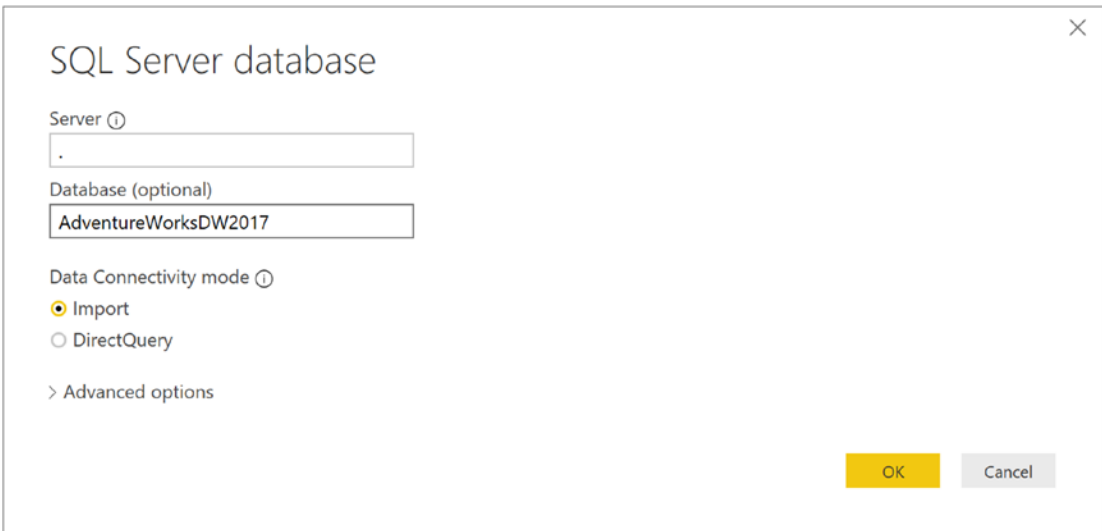 SQL Server database
Server
.
Database (optional)
AdventureWorksDW2017
Data Connectivity mode
Import
DirectQuery
Advanced options
OK Cancel